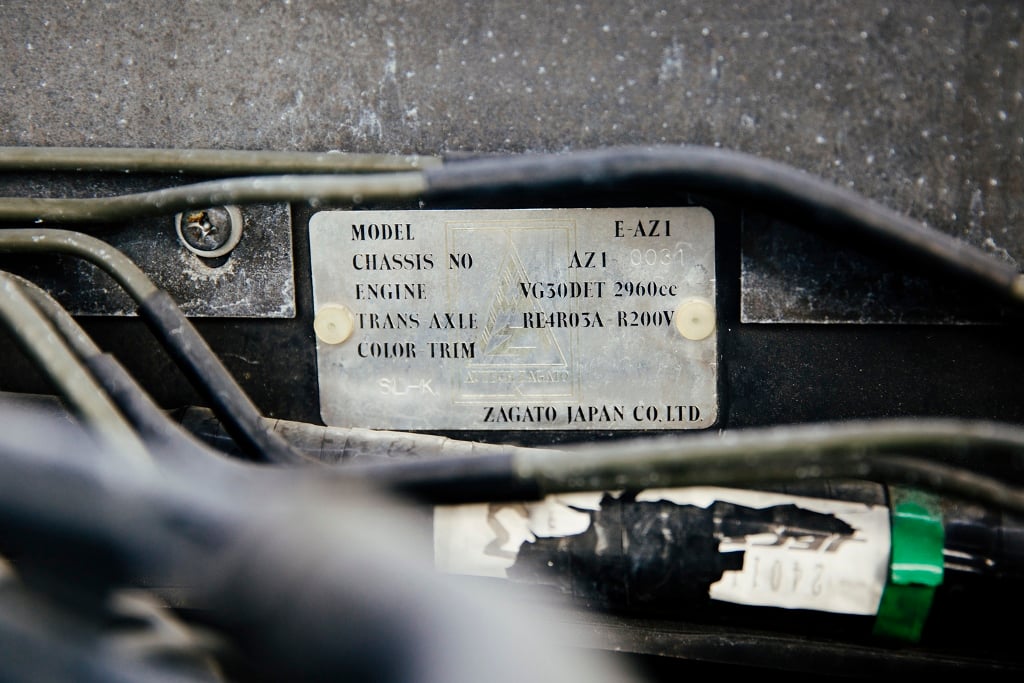 MODEL E-AZ1
CHASSIS NO AZ1- 0031
ENGINE VG30DET 2960cc
TRANS AXLE RE4R03A-R200V
COLOR TRIM
SL-K
ZAGATO JAPAN CO.,LTD.
2401